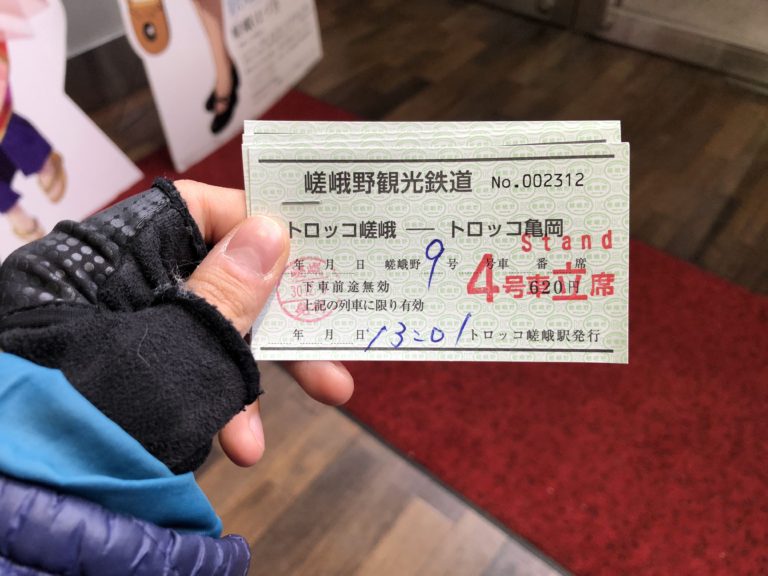 嵯峨野観光鉄道 No.002312
トロッコ嵯峨 ― トロッコ亀岡
Stand
年 月 日 嵯峨野 9 号 号車 番 席
4号車立席
下車前途無効 620円
上記の列車に限り有効
年 月 日 13:01 トロッコ嵯峨駅発行